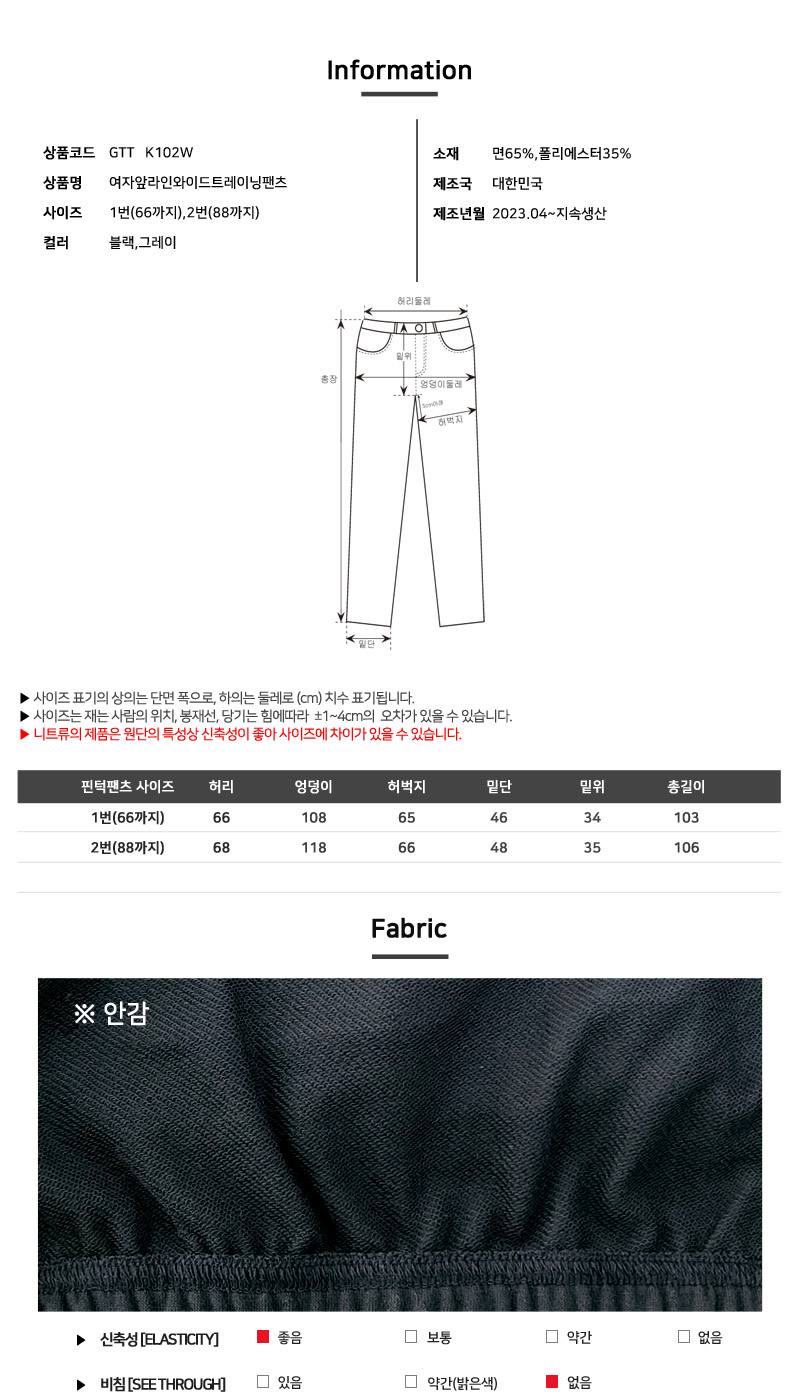 Information
상품코드 GTT K102W
상품명 여자앞라인와이드트레이닝팬츠
사이즈 1번(66까지),2번(88까지)
컬러 블랙,그레이
소재 면65%,폴리에스터35%
제조국 대한민국
제조년월 2023.04~지속생산
허리둘레
밑위
총장
엉덩이둘레
5cm아래
허벅지
밑단
▶ 사이즈 표기의 상의는 단면 폭으로, 하의는 둘레로 (cm) 치수 표기됩니다.
▶ 사이즈는 재는 사람의 위치, 봉재선, 당기는 힘에따라 ±1~4cm의 오차가 있을 수 있습니다.
▶ 니트류의 제품은 원단의 특성상 신축성이 좋아 사이즈에 차이가 있을 수 있습니다.
핀턱팬츠 사이즈 허리 엉덩이 허벅지 밑단 밑위 총길이
1번(66까지) 66 108 65 46 34 103
2번(88까지) 68 118 66 48 35 106
Fabric
※ 안감
▶ 신축성 [ELASTICITY] 좋음 보통 약간 없음
▶ 비침 [SEE THROUGH] 있음 약간(밝은색) 없음